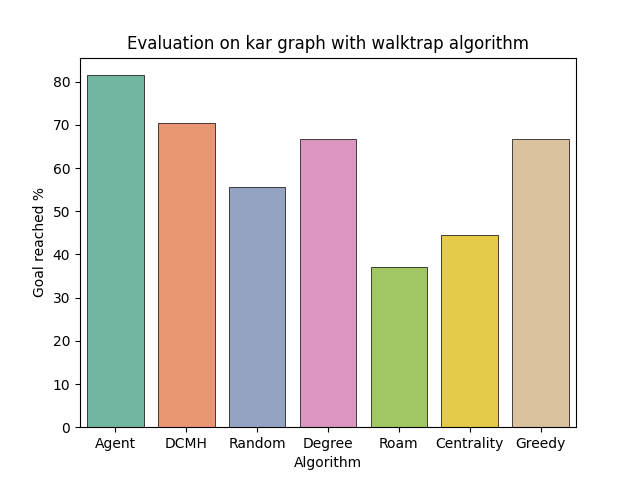 Evaluation on kar graph with walktrap algorithm
80
70
60
50
40
30
20
10
0
Goal reached %
Agent DCMH Random Degree Roam Centrality Greedy
Algorithm